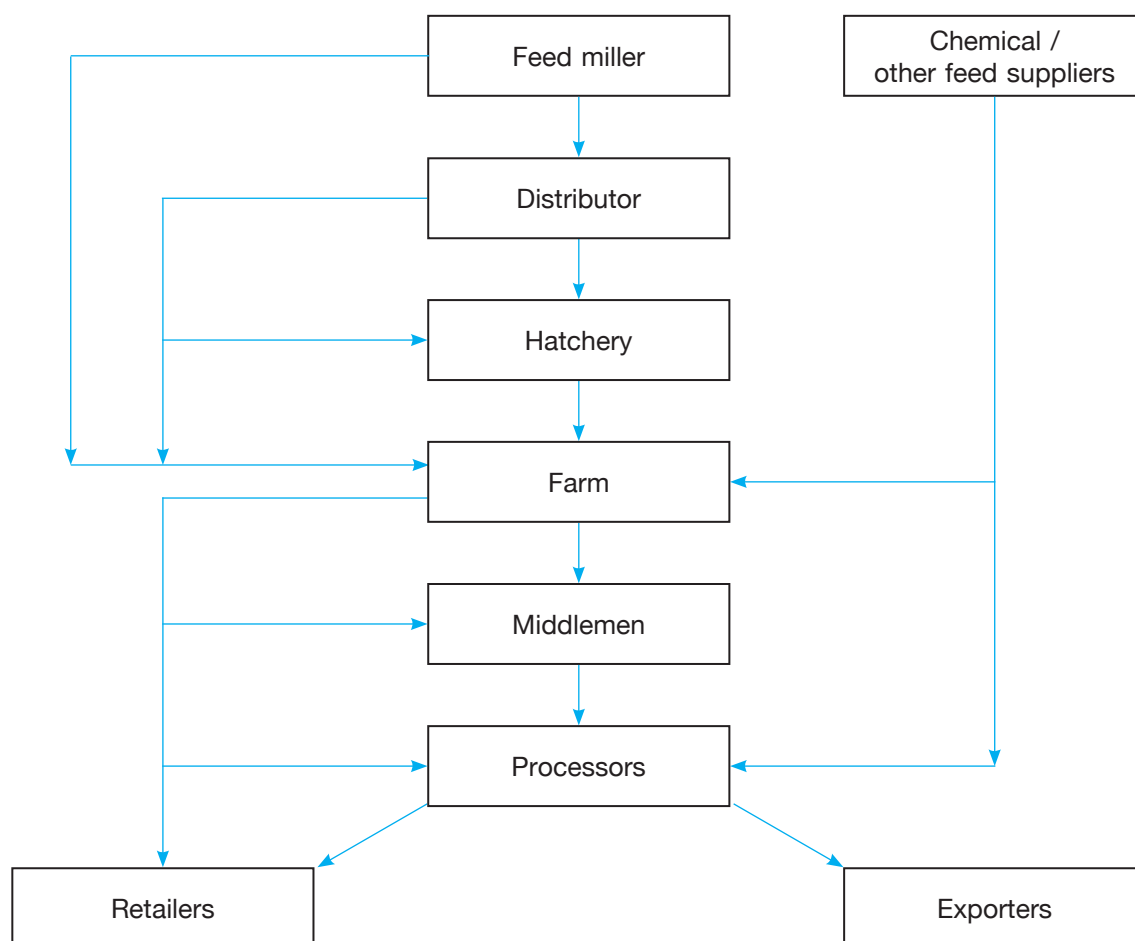 Feed miller
Chemical /
other feed suppliers
Distributor
Hatchery
Farm
Middlemen
Processors
Retailers
Exporters